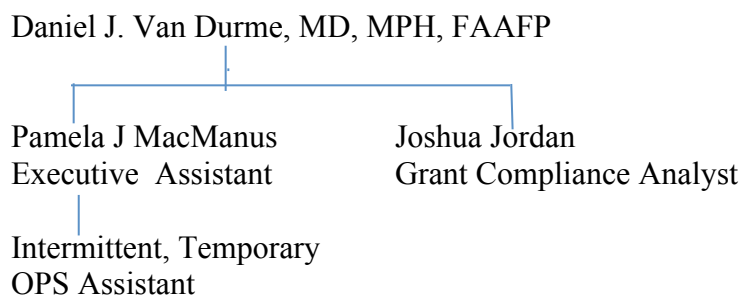 Daniel J. Van Durme, MD, MPH, FAAFP
Pamela J MacManus
Executive Assistant
Joshua Jordan
Grant Compliance Analyst
Intermittent, Temporary
OPS Assistant